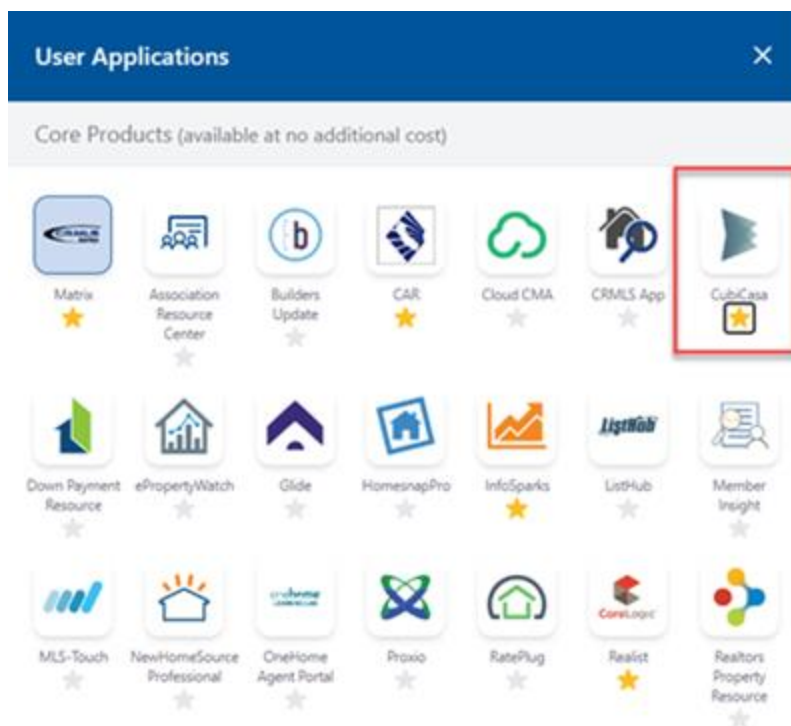 User Applications
Core Products (available at no additional cost)
Matrix
Association
Resource
Center
Builders
Update
CAR
Cloud CMA
CRMLS App
CubiCasa
Down Payment
Resource
ePropertyWatch
Glide
HomesnapPro
InfoSparks
ListHub
ListHub
Member
Insight
CoreLogic
MLS-Touch
NewHomeSource
Professional
OneHome
Agent Portal
Proxio
RatePlug
Realist
Realtors
Property
Resource